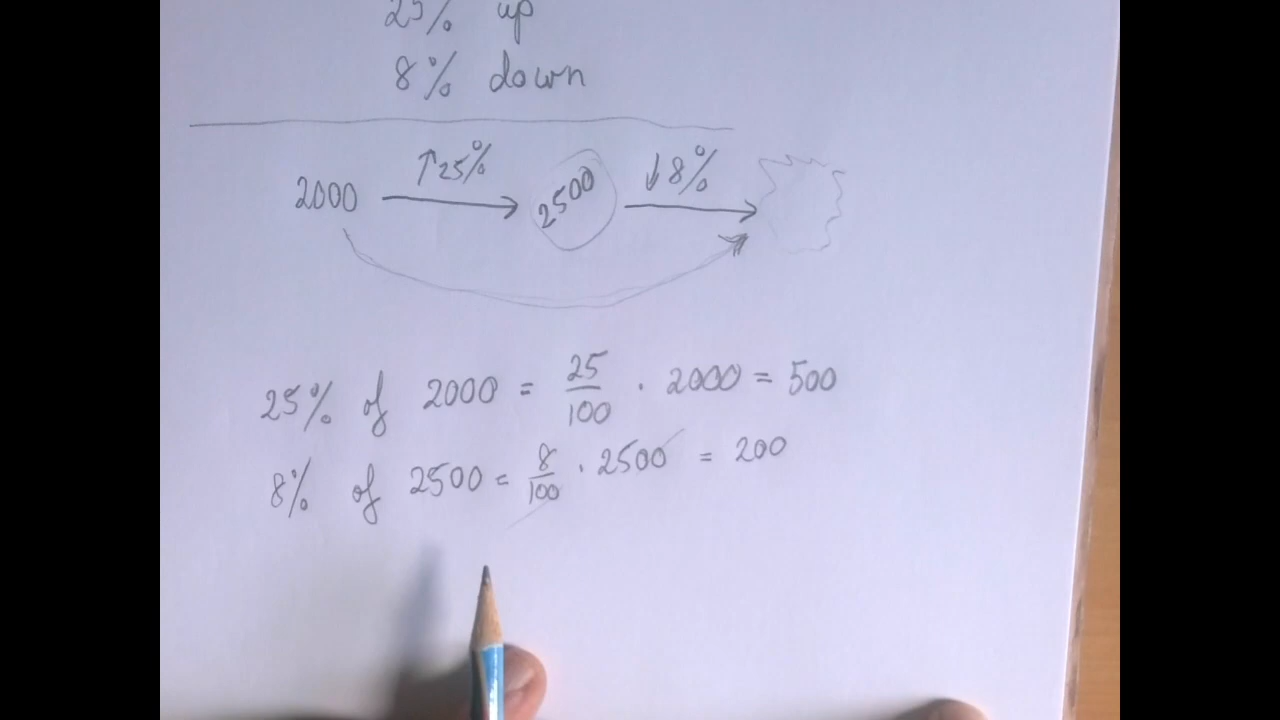 25% up
8% down
2000 ↑25% 2500 ↓8%
25% of 2000 = 25/100 · 2000 = 500
8% of 2500 = 8/100 · 2500 = 200